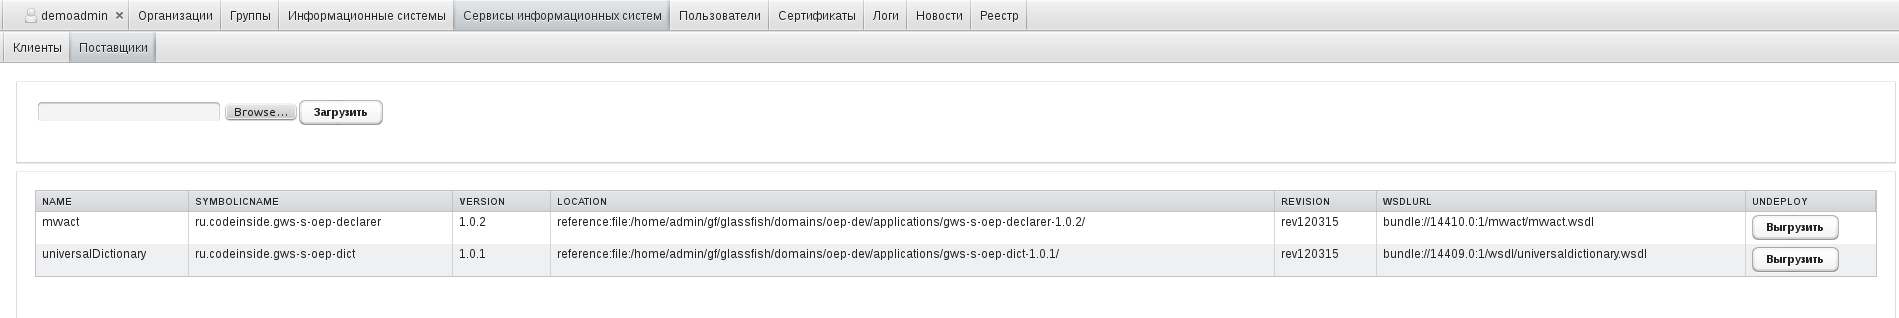 demoadmin × Организации Группы Информационные системы Сервисы информационных систем Пользователи Сертификаты Логи Новости Реестр
Клиенты Поставщики
Browse... Загрузить
NAME SYMBOLICNAME VERSION LOCATION REVISION WSDLURL UNDEPLOY
mvvact ru.codeinside.gws-s-oep-declarer 1.0.2 reference:file:/home/admin/gf/glassfish/domains/oep-dev/applications/gws-s-oep-declarer-1.0.2/ rev120315 bundle://14410.0:1/mvvact/mvvact.wsdl Выгрузить
universalDictionary ru.codeinside.gws-s-oep-dict 1.0.1 reference:file:/home/admin/gf/glassfish/domains/oep-dev/applications/gws-s-oep-dict-1.0.1/ rev120315 bundle://14409.0:1/wsdl/universaldictionary.wsdl Выгрузить